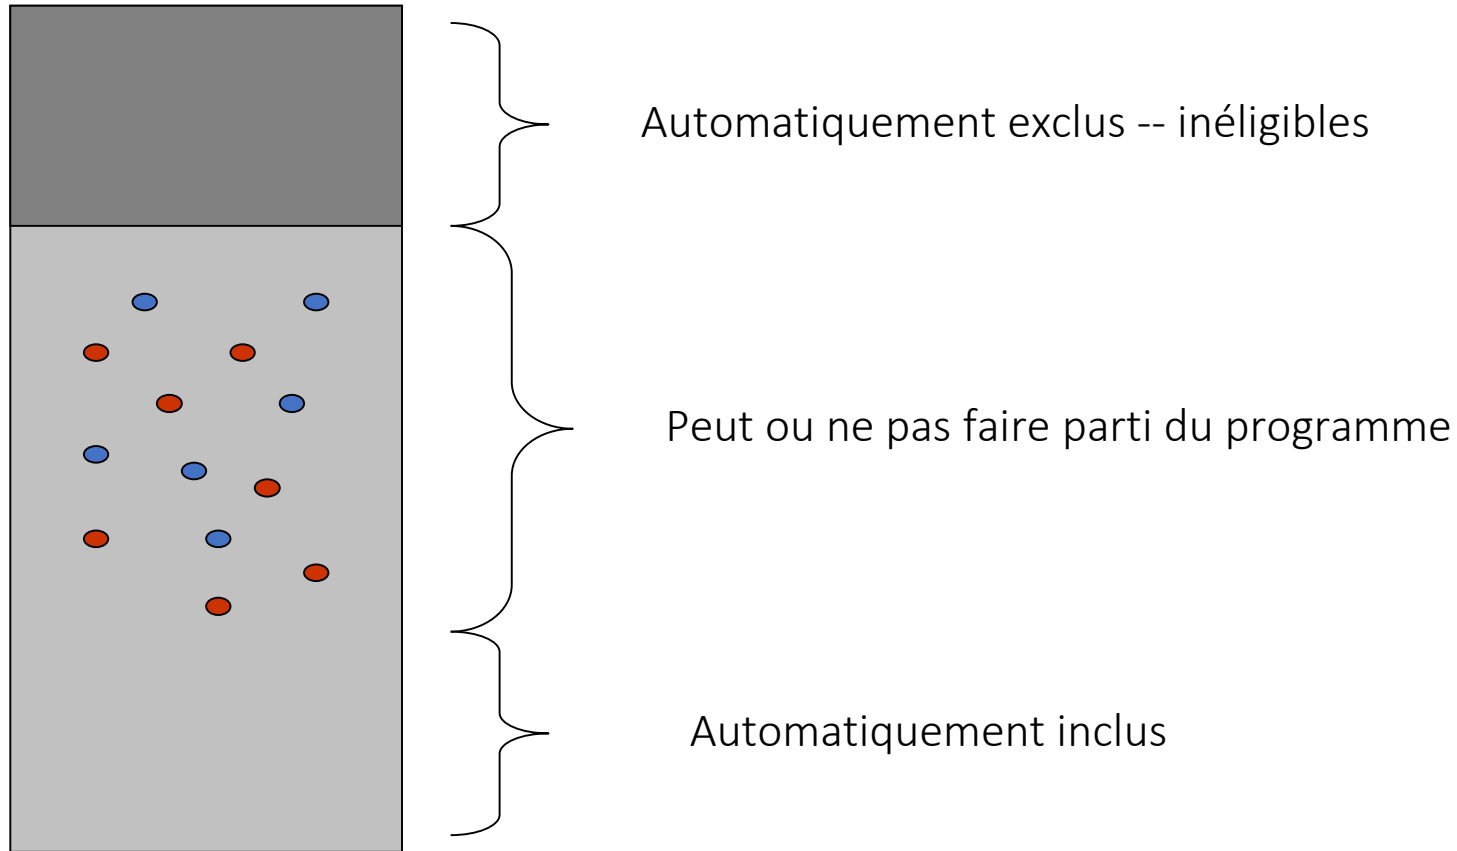 Automatiquement exclus -- inéligibles
Peut ou ne pas faire parti du programme
Automatiquement inclus